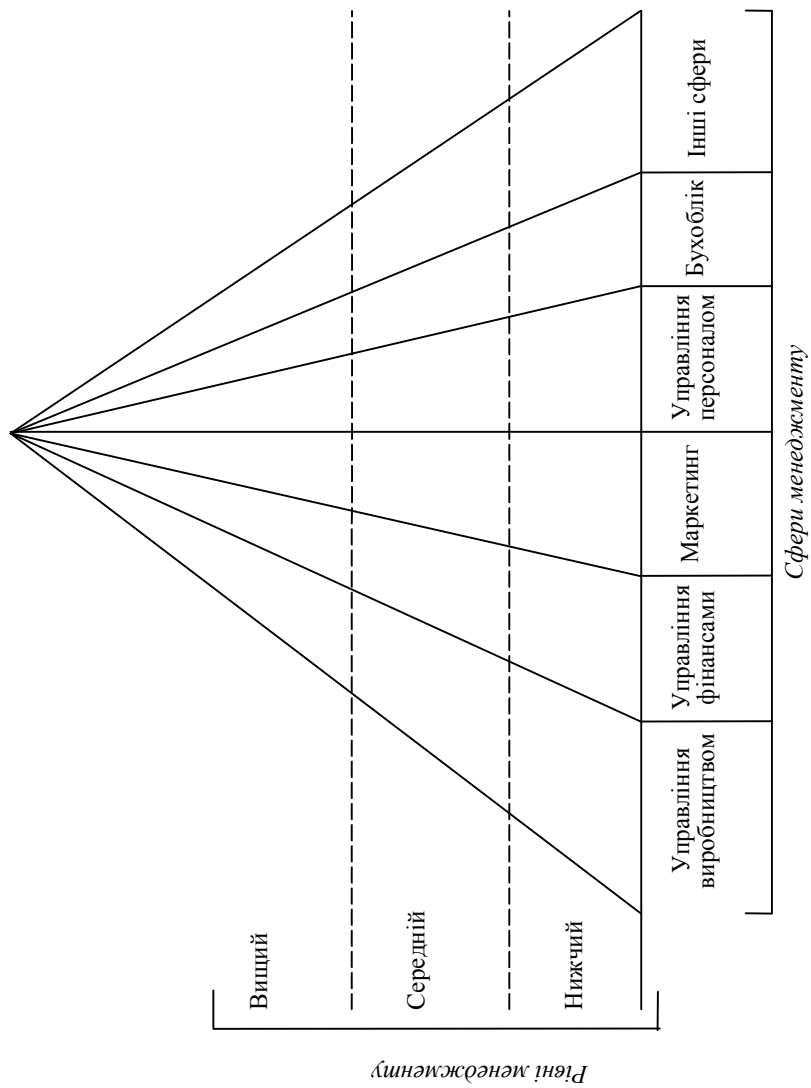 Рівні менеджменту
Вищий
Середній
Нижчий
Управління
виробництвом
Управління
фінансами
Маркетинг
Управління
персоналом
Бухоблік
Інші сфери
Сфери менеджменту